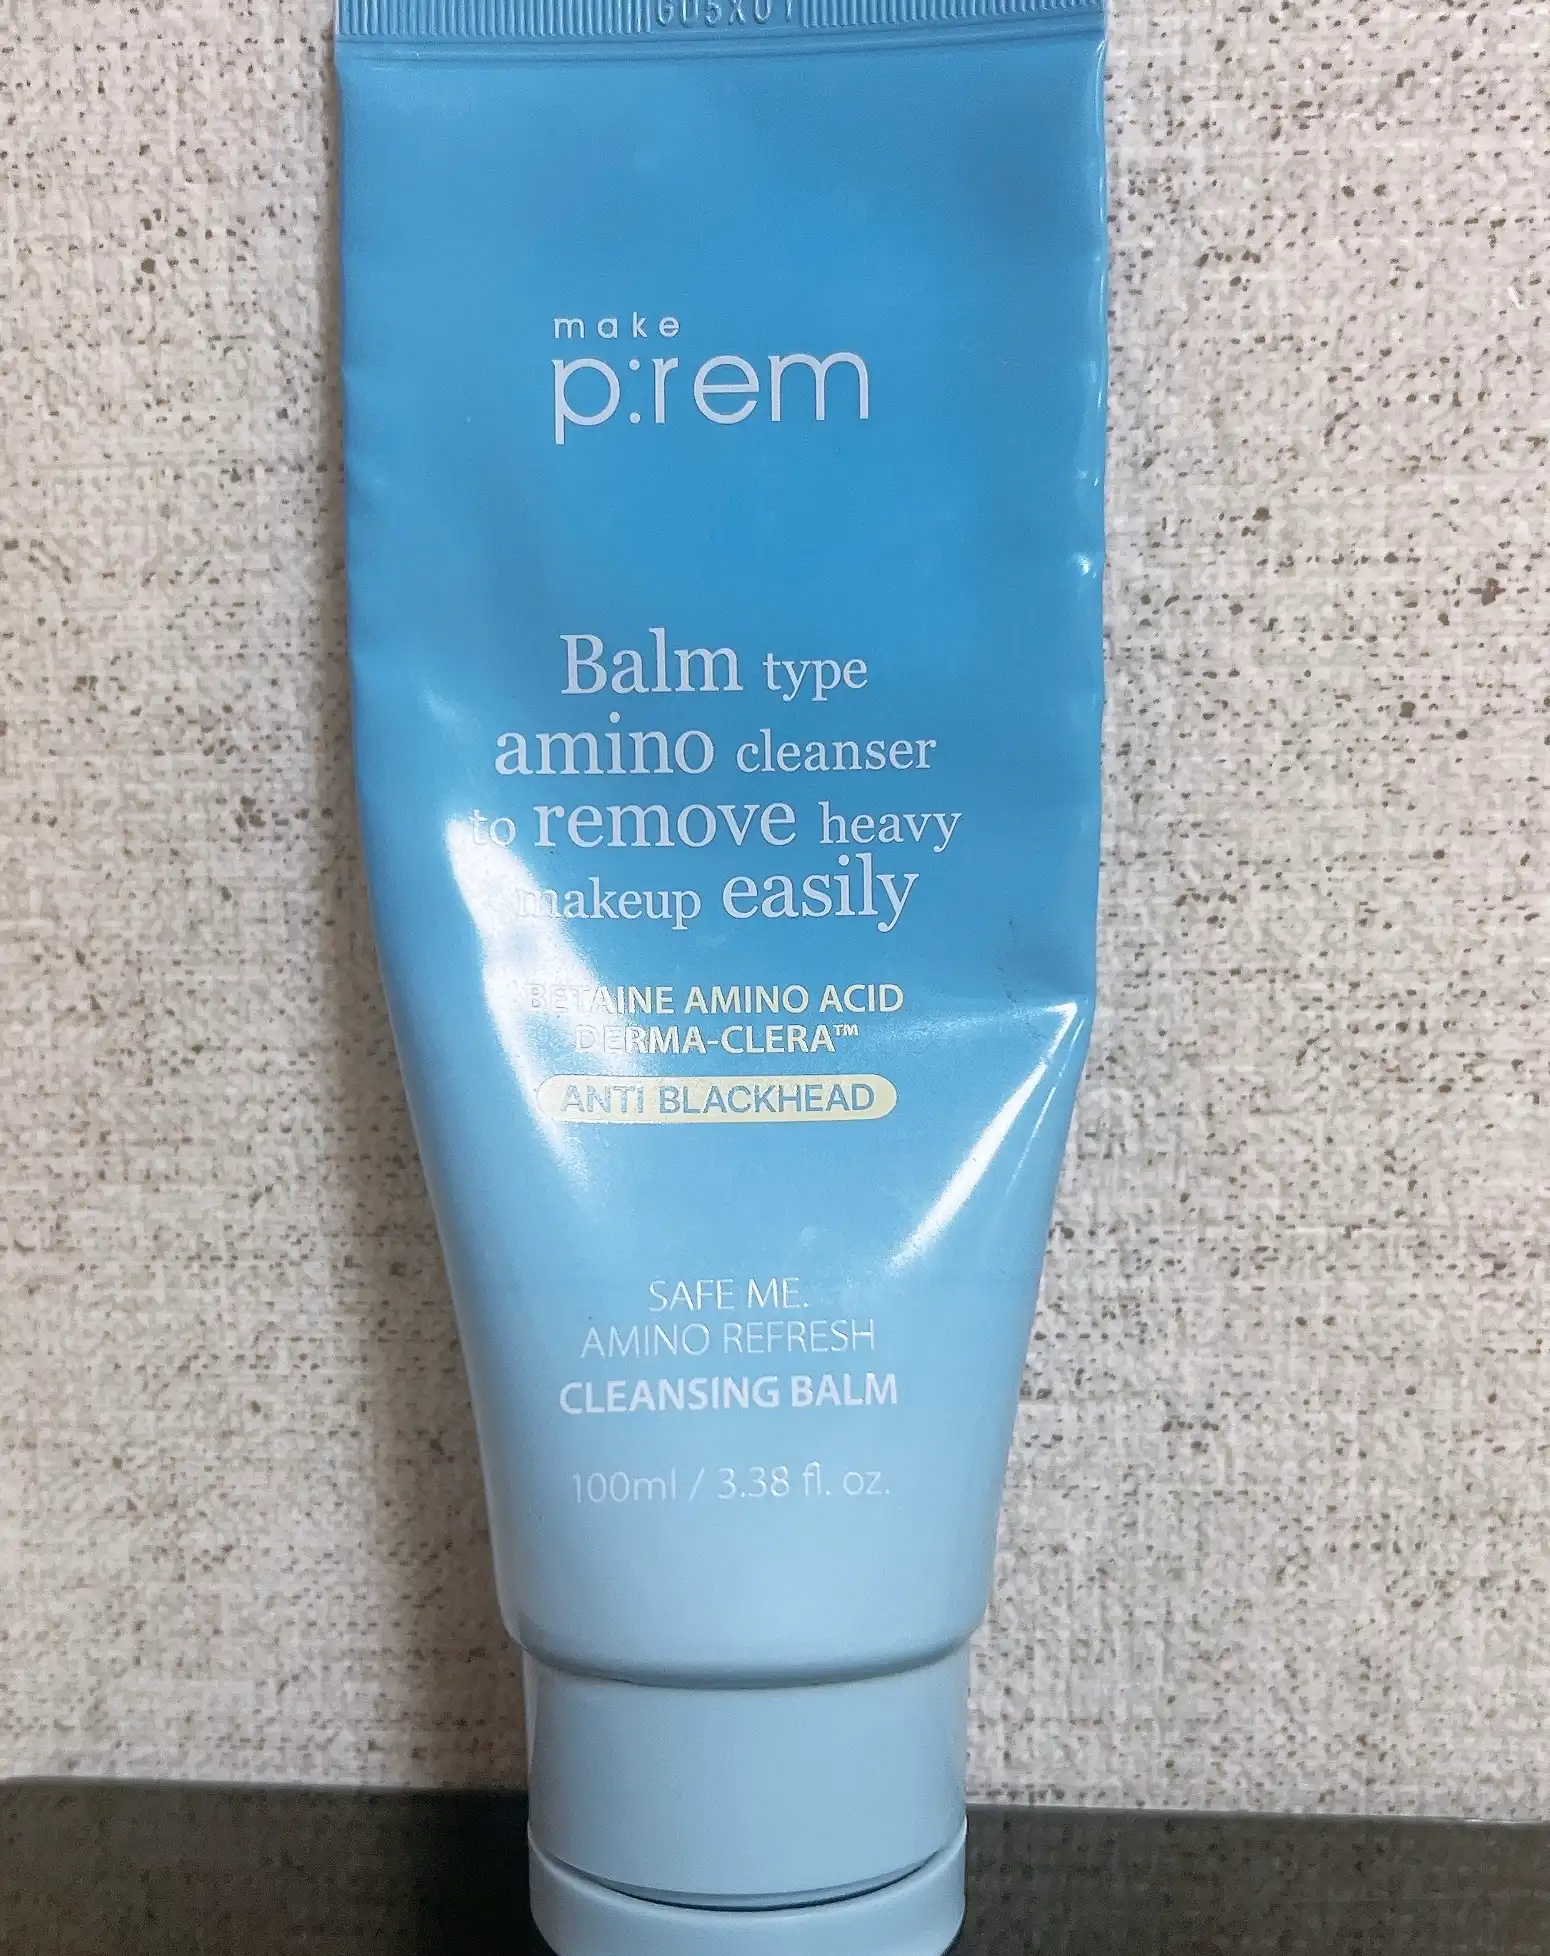 make
p:rem
Balm type
amino cleanser
to remove heavy
makeup easily
BETAINE AMINO ACID
DERMA-CLERA™
ANTI BLACKHEAD
SAFE ME.
AMINO REFRESH
CLEANSING BALM
100ml / 3.38 fl. oz.